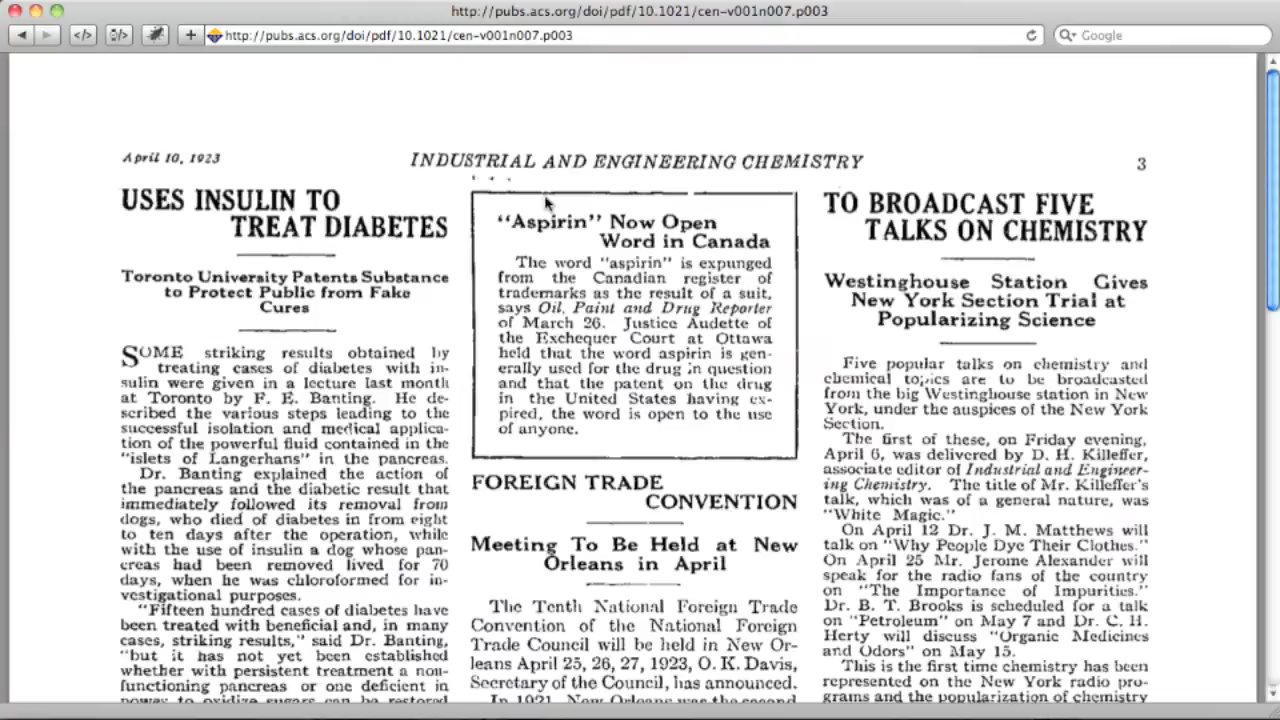 http://pubs.acs.org/doi/pdf/10.1021/cen-v001n007.p003
http://pubs.acs.org/doi/pdf/10.1021/cen-v001n007.p003
Google
April 10, 1923
INDUSTRIAL AND ENGINEERING CHEMISTRY
3
USES INSULIN TO
TREAT DIABETES
Toronto University Patents Substance
to Protect Public from Fake
Cures
SOME striking results obtained by
treating cases of diabetes with in-
sulin were given in a lecture last month
at Toronto by F. E. Banting. He de-
scribed the various steps leading to the
successful isolation and medical applica-
tion of the powerful fluid contained in the
"islets of Langerhans" in the pancreas.
Dr. Banting explained the action of
the pancreas and the diabetic result that
immediately followed its removal from
dogs, who died of diabetes in from eight
to ten days after the operation, while
with the use of insulin a dog whose pan-
creas had been removed lived for 70
days, when he was chloroformed for in-
vestigational purposes.
"Fifteen hundred cases of diabetes have
been treated with beneficial and, in many
cases, striking results," said Dr. Banting,
"but it has not yet been established
whether with persistent treatment a non-
functioning pancreas or one deficient in
power to oxidize sugars can be restored
"Aspirin" Now Open
Word in Canada
The word "aspirin" is expunged
from the Canadian register of
trademarks as the result of a suit,
says Oil, Paint and Drug Reporter
of March 26. Justice Audette of
the Exchequer Court at Ottawa
held that the word aspirin is gen-
erally used for the drug in question
and that the patent on the drug
in the United States having ex-
pired, the word is open to the use
of anyone.
FOREIGN TRADE
CONVENTION
Meeting To Be Held at New
Orleans in April
The Tenth National Foreign Trade
Convention of the National Foreign
Trade Council will be held in New Or-
leans April 25, 26, 27, 1923, O. K. Davis,
Secretary of the Council, has announced.
In 1921, New Orleans was the second
TO BROADCAST FIVE
TALKS ON CHEMISTRY
Westinghouse Station Gives
New York Section Trial at
Popularizing Science
Five popular talks on chemistry and
chemical topics are to be broadcasted
from the big Westinghouse station in New
York, under the auspices of the New York
Section.
The first of these, on Friday evening,
April 6, was delivered by D. H. Killeffer,
associate editor of Industrial and Engineer-
ing Chemistry. The title of Mr. Killeffer's
talk, which was of a general nature, was
"White Magic."
On April 12 Dr. J. M. Matthews will
talk on "Why People Dye Their Clothes."
On April 25 Mr. Jerome Alexander will
speak for the radio fans of the country
on "The Importance of Impurities."
Dr. B. T. Brooks is scheduled for a talk
on "Petroleum" on May 7 and Dr. C. H.
Herty will discuss "Organic Medicines
and Odors" on May 15.
This is the first time chemistry has been
represented on the New York radio pro-
grams and the popularization of chemistry